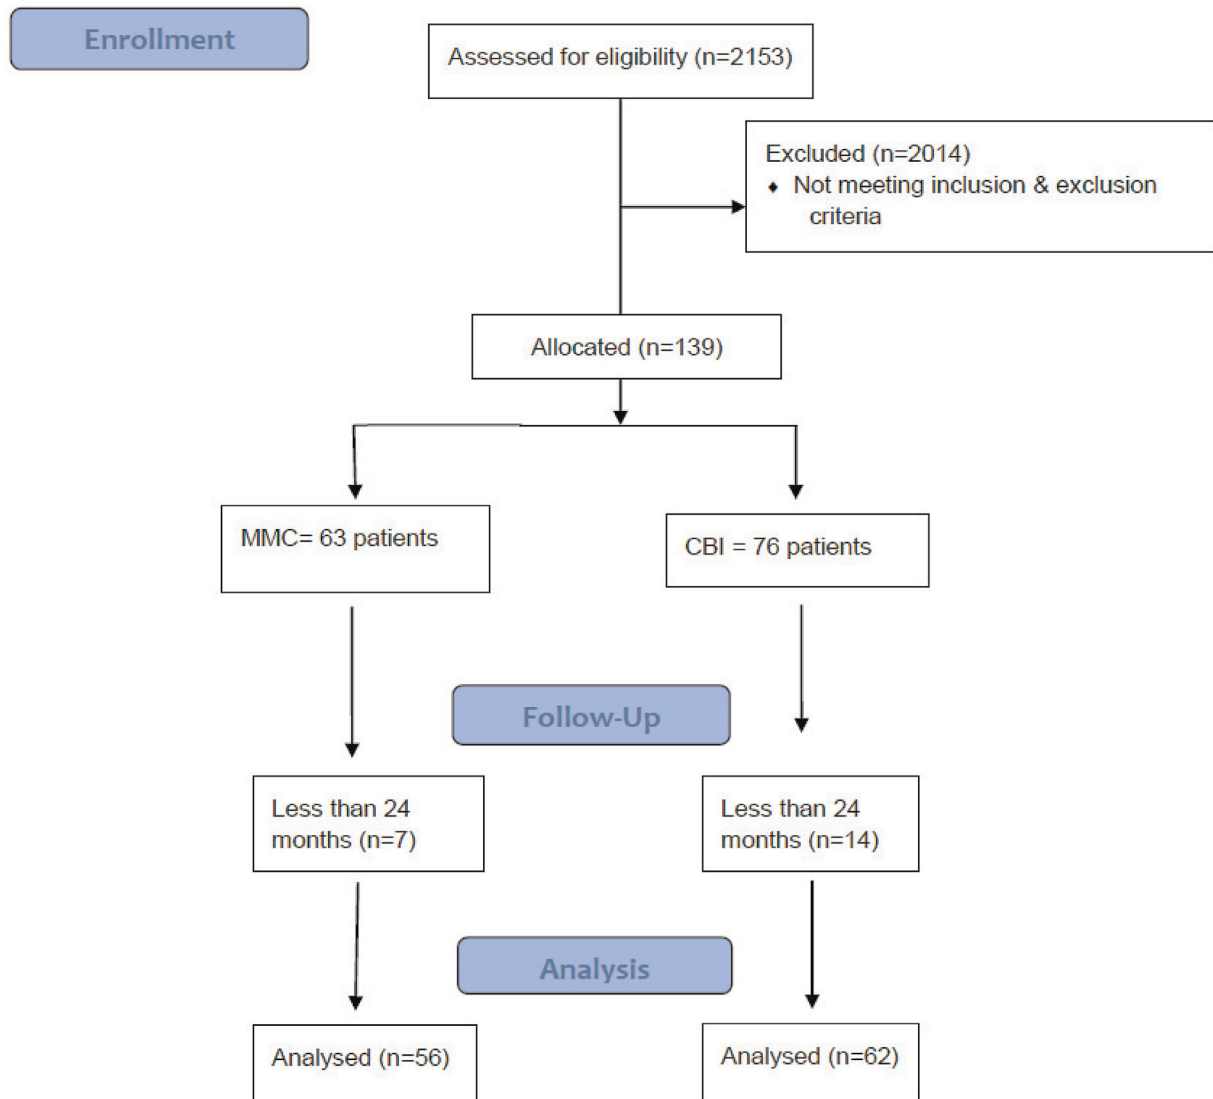 Enrollment
Assessed for eligibility (n=2153)
Excluded (n=2014)
♦ Not meeting inclusion & exclusion
criteria
Allocated (n=139)
MMC= 63 patients
CBI = 76 patients
Follow-Up
Less than 24
months (n=7)
Less than 24
months (n=14)
Analysis
Analysed (n=56)
Analysed (n=62)